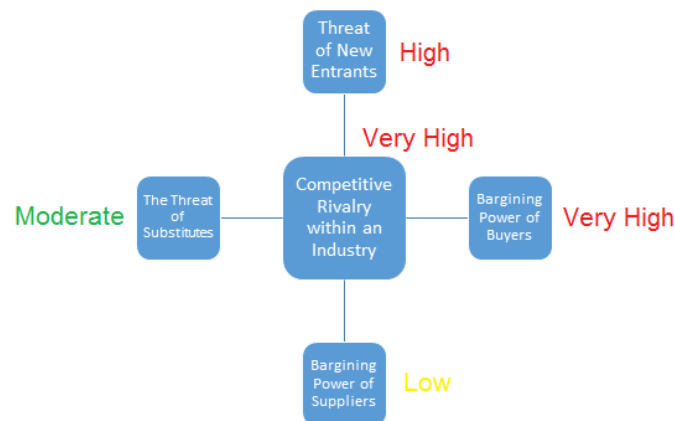 Threat
of New
Entrants
High
Very High
Competitive
Rivalry
within an
Industry
Moderate
The Threat
of
Substitutes
Bargining
Power of
Buyers
Very High
Bargining
Power of
Suppliers
Low